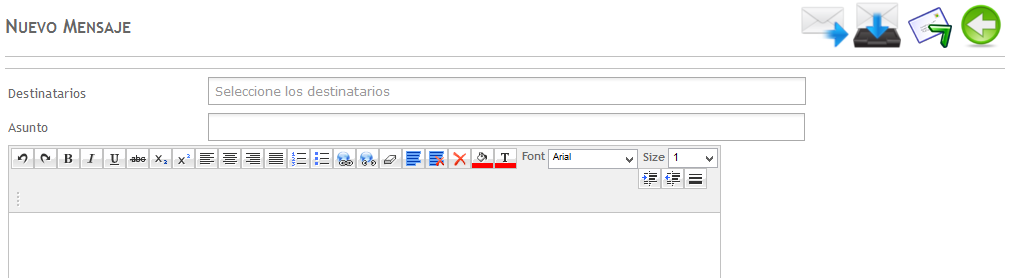 NUEVO MENSAJE
Destinatarios
Seleccione los destinatarios
Asunto
B I U abc X₂ X² T Font Arial Size 1